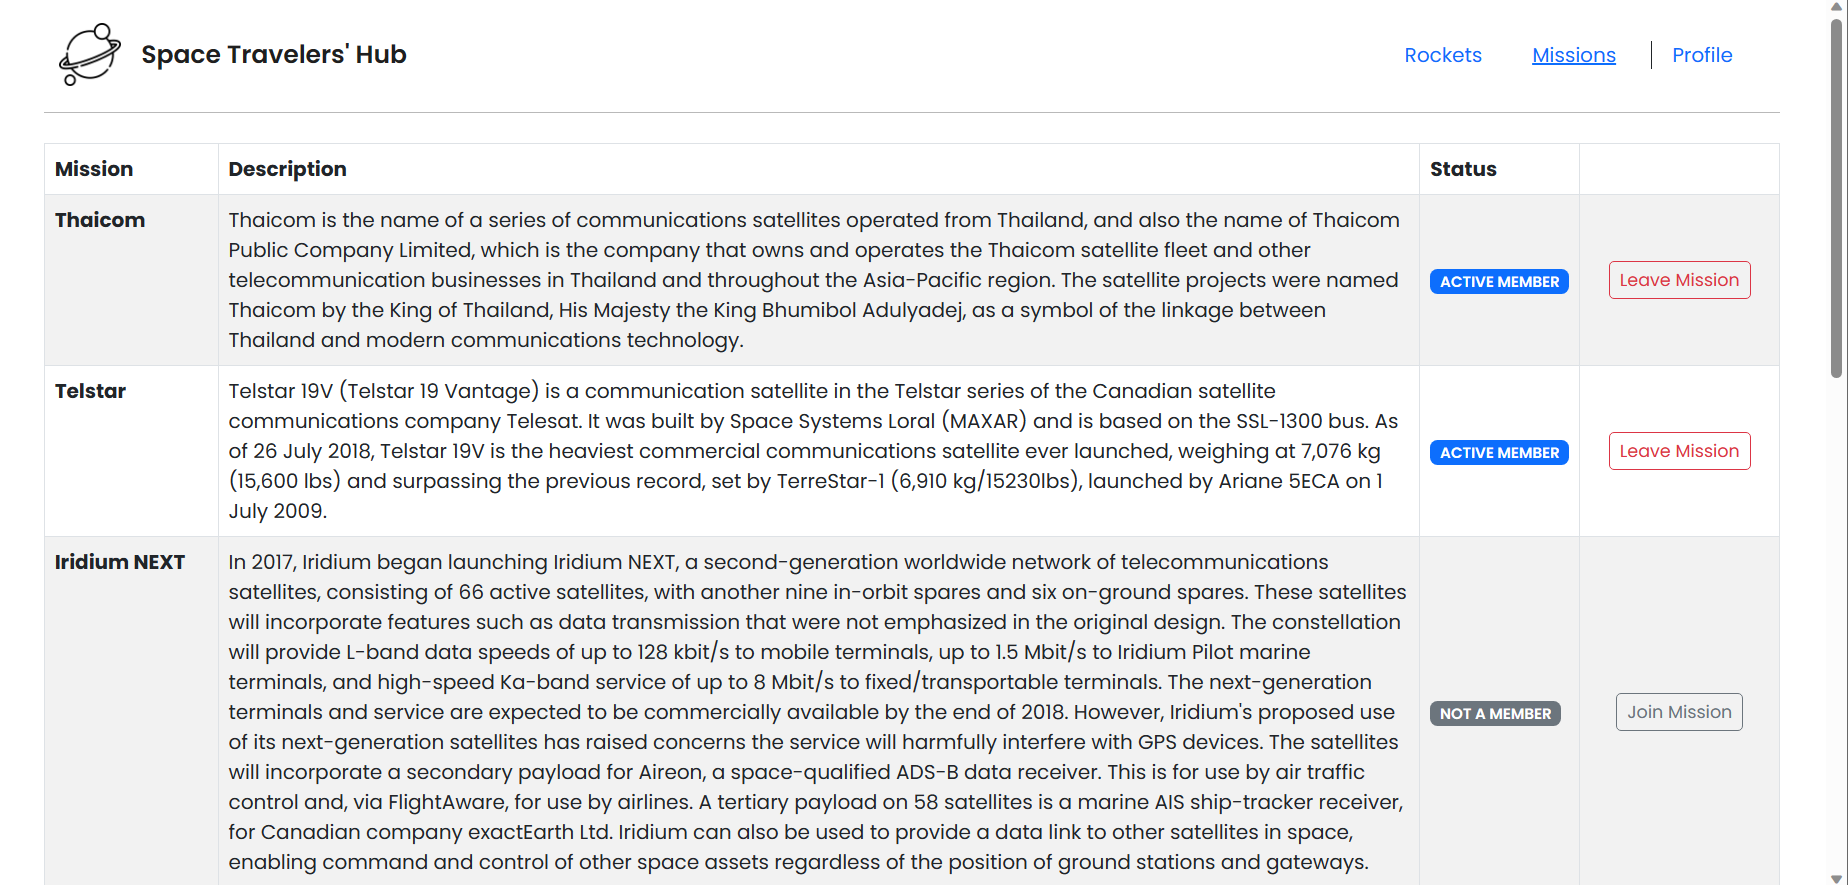 Space Travelers' Hub
Rockets Missions Profile
Mission Description Status
Thaicom
Thaicom is the name of a series of communications satellites operated from Thailand, and also the name of Thaicom
Public Company Limited, which is the company that owns and operates the Thaicom satellite fleet and other
telecommunication businesses in Thailand and throughout the Asia-Pacific region. The satellite projects were named
Thaicom by the King of Thailand, His Majesty the King Bhumibol Adulyadej, as a symbol of the linkage between
Thailand and modern communications technology.
ACTIVE MEMBER
Leave Mission
Telstar
Telstar 19V (Telstar 19 Vantage) is a communication satellite in the Telstar series of the Canadian satellite
communications company Telesat. It was built by Space Systems Loral (MAXAR) and is based on the SSL-1300 bus. As
of 26 July 2018, Telstar 19V is the heaviest commercial communications satellite ever launched, weighing at 7,076 kg
(15,600 lbs) and surpassing the previous record, set by TerreStar-1 (6,910 kg/15230lbs), launched by Ariane 5ECA on 1
July 2009.
ACTIVE MEMBER
Leave Mission
Iridium NEXT
In 2017, Iridium began launching Iridium NEXT, a second-generation worldwide network of telecommunications
satellites, consisting of 66 active satellites, with another nine in-orbit spares and six on-ground spares. These satellites
will incorporate features such as data transmission that were not emphasized in the original design. The constellation
will provide L-band data speeds of up to 128 kbit/s to mobile terminals, up to 1.5 Mbit/s to Iridium Pilot marine
terminals, and high-speed Ka-band service of up to 8 Mbit/s to fixed/transportable terminals. The next-generation
terminals and service are expected to be commercially available by the end of 2018. However, Iridium's proposed use
of its next-generation satellites has raised concerns the service will harmfully interfere with GPS devices. The satellites
will incorporate a secondary payload for Aireon, a space-qualified ADS-B data receiver. This is for use by air traffic
control and, via FlightAware, for use by airlines. A tertiary payload on 58 satellites is a marine AIS ship-tracker receiver,
for Canadian company exactEarth Ltd. Iridium can also be used to provide a data link to other satellites in space,
enabling command and control of other space assets regardless of the position of ground stations and gateways.
NOT A MEMBER
Join Mission